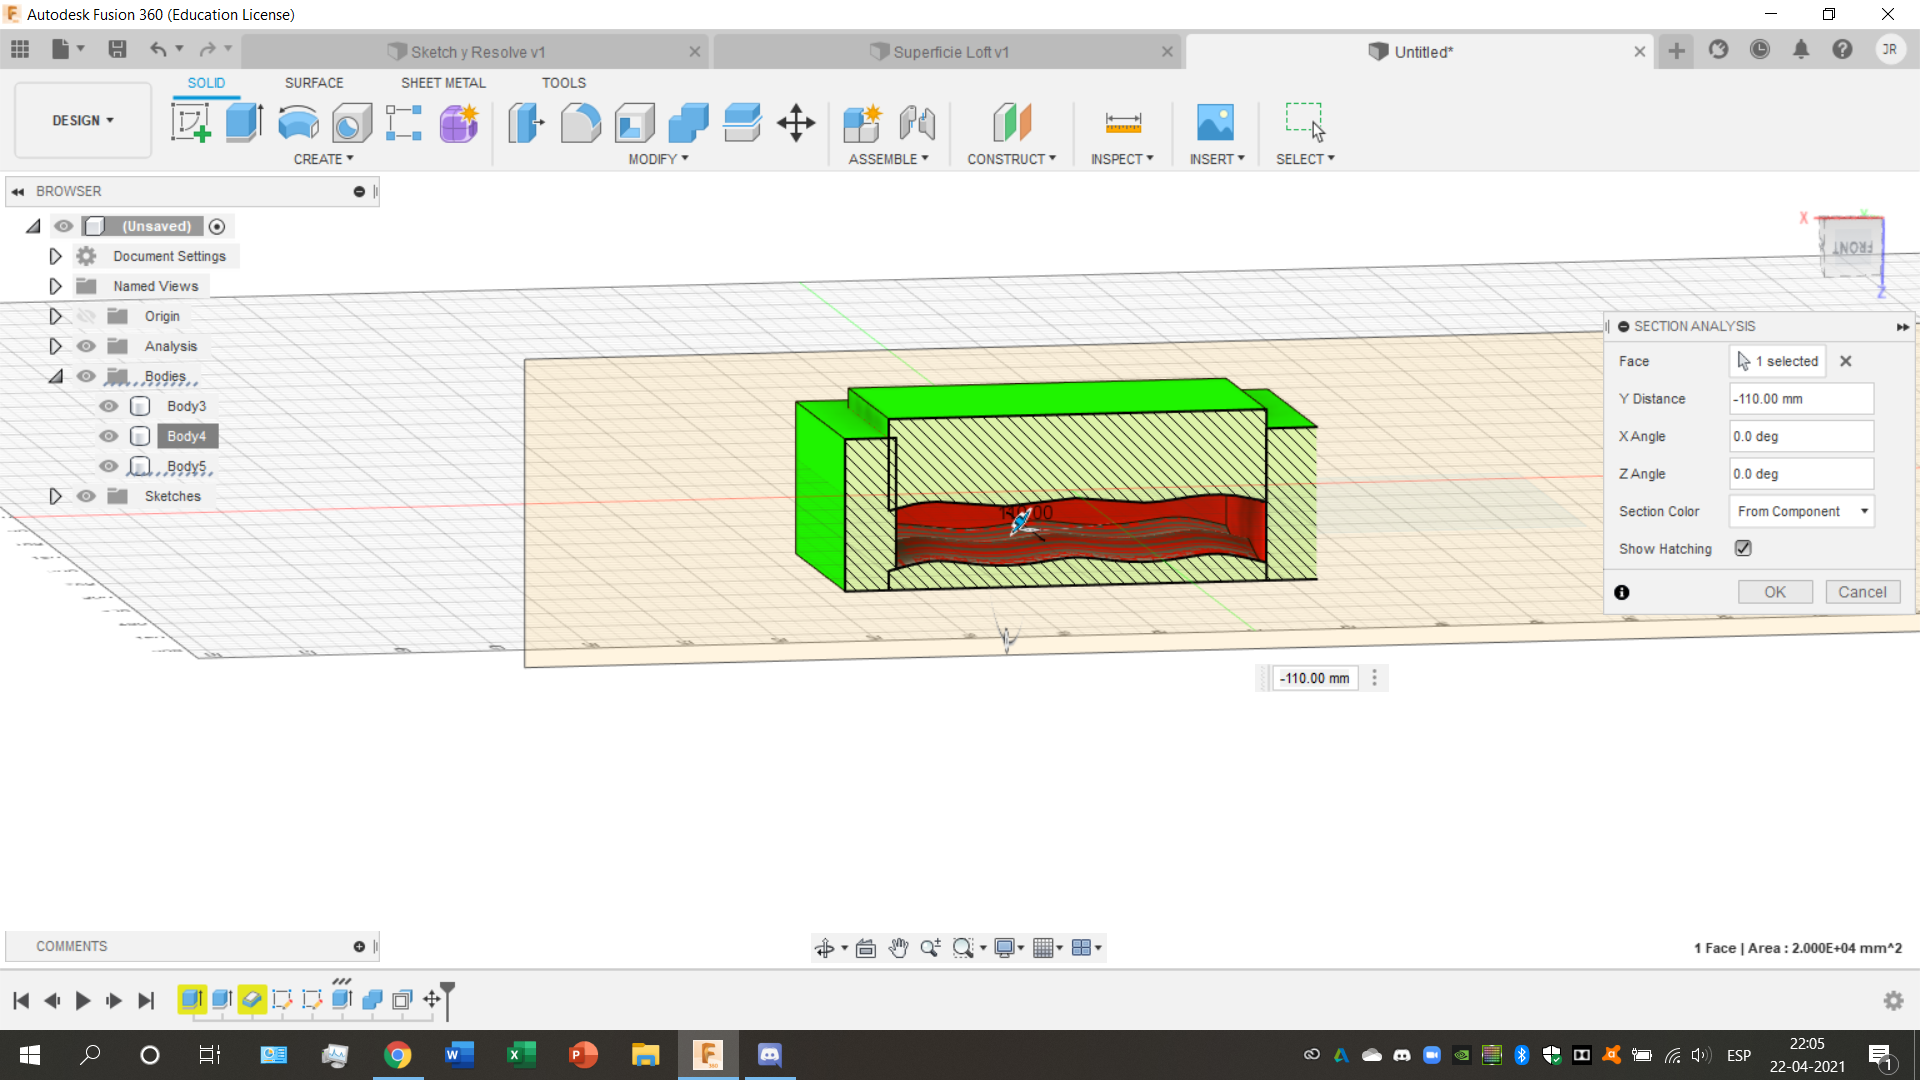 Autodesk Fusion 360 (Education License)
Sketch y Resolve v1
Superficie Loft v1
Untitled*
JR
SOLID
SURFACE
SHEET METAL
TOOLS
DESIGN
CREATE
MODIFY
ASSEMBLE
CONSTRUCT
INSPECT
INSERT
SELECT
BROWSER
(Unsaved)
Document Settings
Named Views
Origin
Analysis
Bodies
Body3
Body4
Body5
Sketches
X
FRONT
Z
SECTION ANALYSIS
Face
1 selected
Y Distance
-110.00 mm
X Angle
0.0 deg
Z Angle
0.0 deg
Section Color
From Component
Show Hatching
OK
Cancel
-110.00 mm
COMMENTS
1 Face | Area : 2.000E+04 mm^2
ESP
22:05
22-04-2021
1